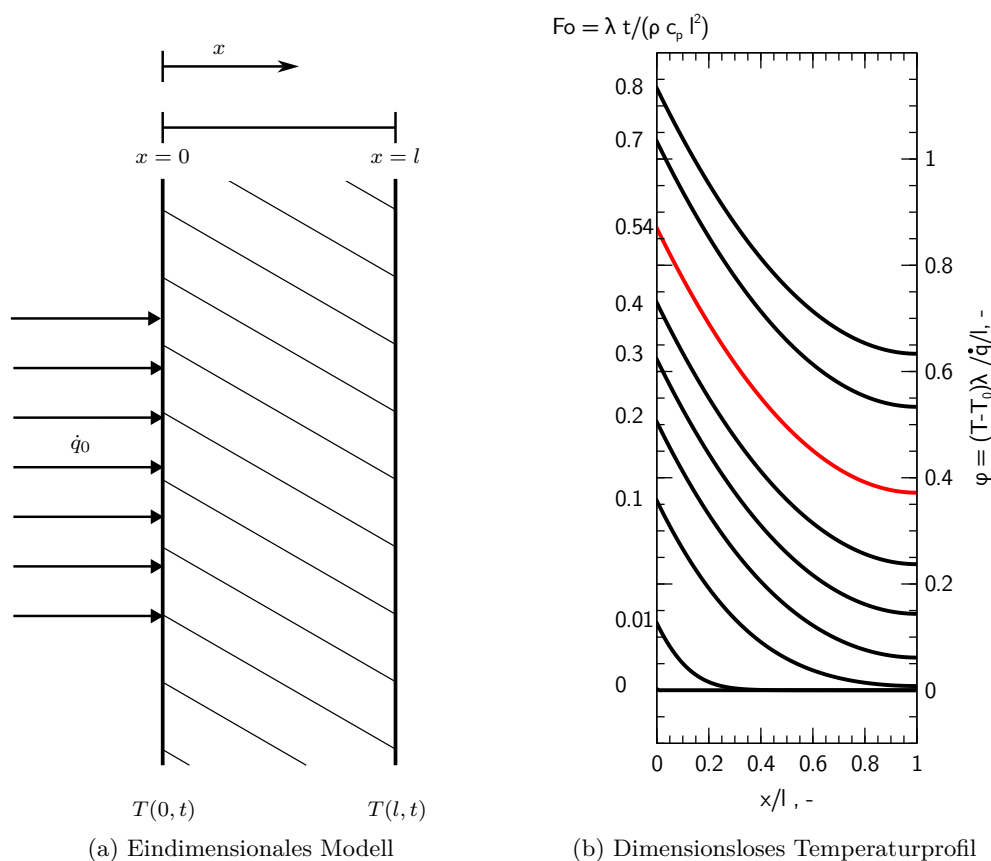 x
x = 0
x = l
q̇₀
T(0, t)
T(l, t)
(a) Eindimensionales Modell
Fo = λ t/(ρ cₚ l²)
0.8
0.7
0.54
0.4
0.3
0.2
0.1
0.01
0
1
0.8
0.6
0.4
0.2
0
φ = (T-T₀)λ /q̇/l, -
0 0.2 0.4 0.6 0.8 1
x/l , -
(b) Dimensionsloses Temperaturprofil